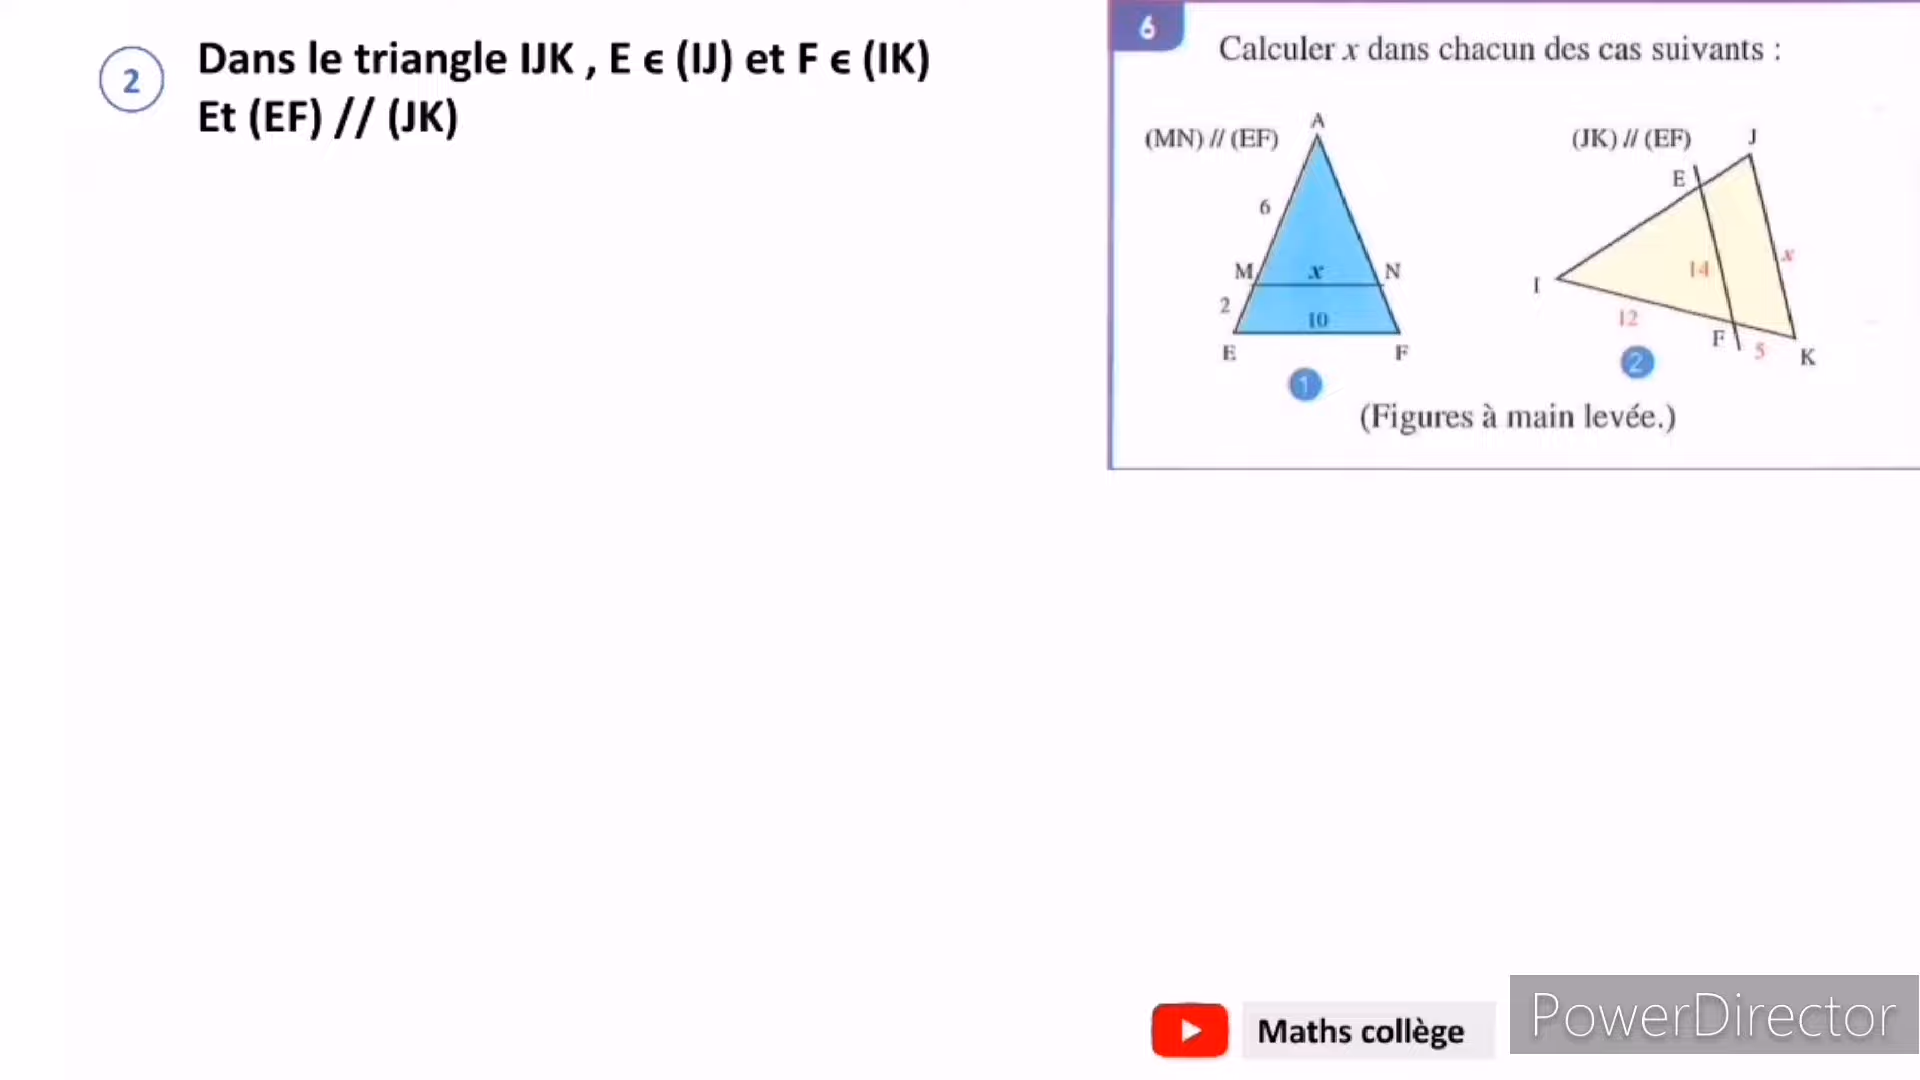 2
Dans le triangle IJK , E ϵ (IJ) et F ϵ (IK)
Et (EF) // (JK)
6
Calculer x dans chacun des cas suivants :
(MN) // (EF)
A
6
M
x
N
2
10
E
F
1
(JK) // (EF)
J
E
x
14
I
12
F
5
K
2
(Figures à main levée.)
Maths collège
PowerDirector